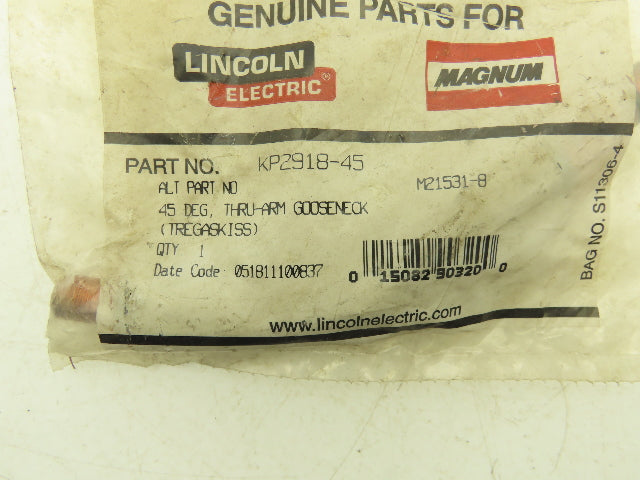 GENUINE PARTS FOR
LINCOLN ELECTRIC ®
MAGNUM
PART NO. KP2918-45
ALT PART NO M21531-8
45 DEG, THRU-ARM GOOSENECK
(TREGASKISS)
QTY 1
Date Code 051811100837
0 15082 90320 0
www.lincolnelectric.com
BAG NO. S11306-4